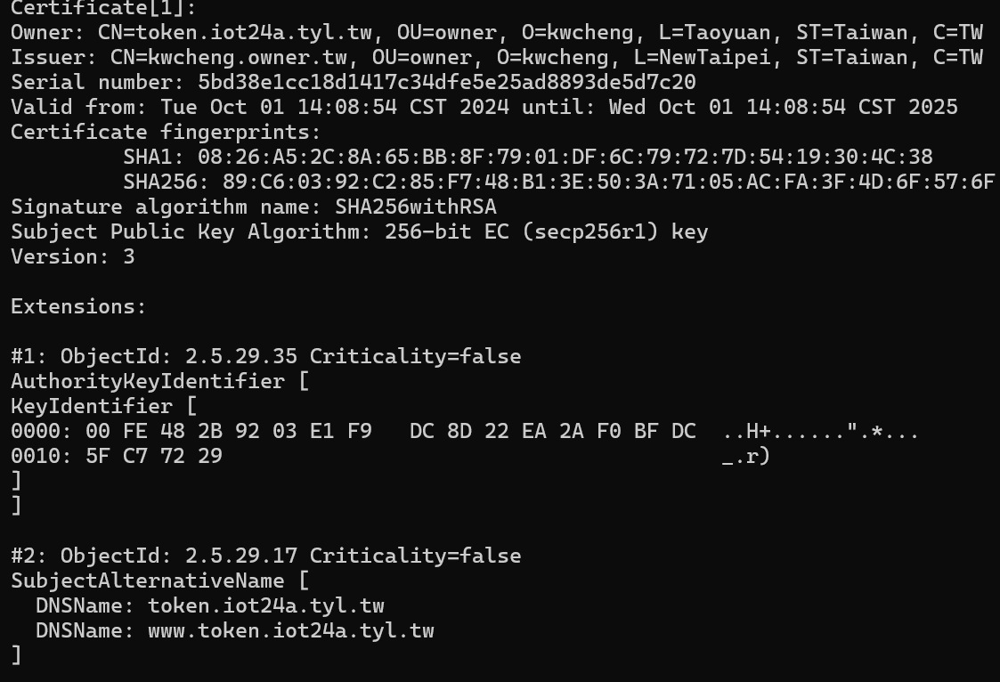 Certificate[1]:
Owner: CN=token.iot24a.tyl.tw, OU=owner, O=kwcheng, L=Taoyuan, ST=Taiwan, C=TW
Issuer: CN=kwcheng.owner.tw, OU=owner, O=kwcheng, L=NewTaipei, ST=Taiwan, C=TW
Serial number: 5bd38e1cc18d1417c34dfe5e25ad8893de5d7c20
Valid from: Tue Oct 01 14:08:54 CST 2024 until: Wed Oct 01 14:08:54 CST 2025
Certificate fingerprints:
         SHA1: 08:26:A5:2C:8A:65:BB:8F:79:01:DF:6C:79:72:7D:54:19:30:4C:38
         SHA256: 89:C6:03:92:C2:85:F7:48:B1:3E:50:3A:71:05:AC:FA:3F:4D:6F:57:6F
Signature algorithm name: SHA256withRSA
Subject Public Key Algorithm: 256-bit EC (secp256r1) key
Version: 3

Extensions:

#1: ObjectId: 2.5.29.35 Criticality=false
AuthorityKeyIdentifier [
KeyIdentifier [
0000: 00 FE 48 2B 92 03 E1 F9   DC 8D 22 EA 2A F0 BF DC  ..H+......".*...
0010: 5F C7 72 29                                        _.r)
]
]

#2: ObjectId: 2.5.29.17 Criticality=false
SubjectAlternativeName [
  DNSName: token.iot24a.tyl.tw
  DNSName: www.token.iot24a.tyl.tw
]